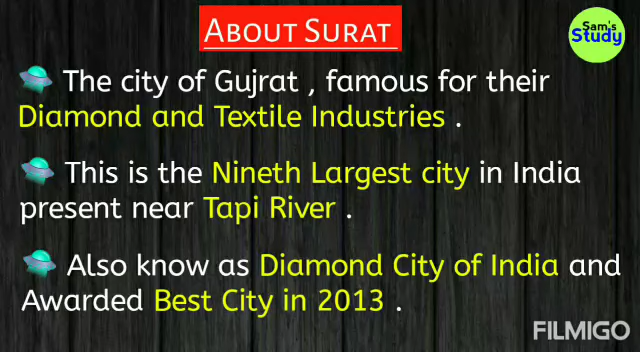 About Surat
Sam's
Study
The city of Gujrat , famous for their
Diamond and Textile Industries .
This is the Nineth Largest city in India
present near Tapi River .
Also know as Diamond City of India and
Awarded Best City in 2013 .
FILMIGO